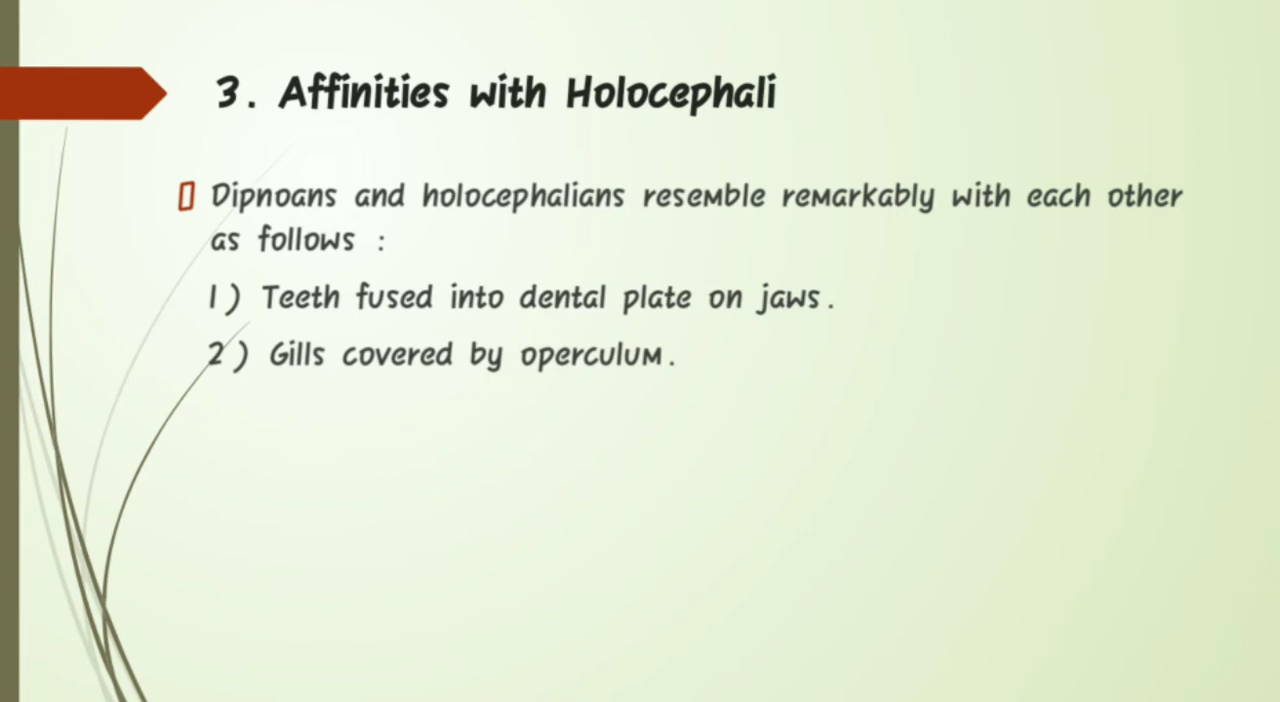 3. Affinities with Holocephali
Dipnoans and holocephalians resemble remarkably with each other
as follows :
1) Teeth fused into dental plate on jaws.
2) Gills covered by operculum.